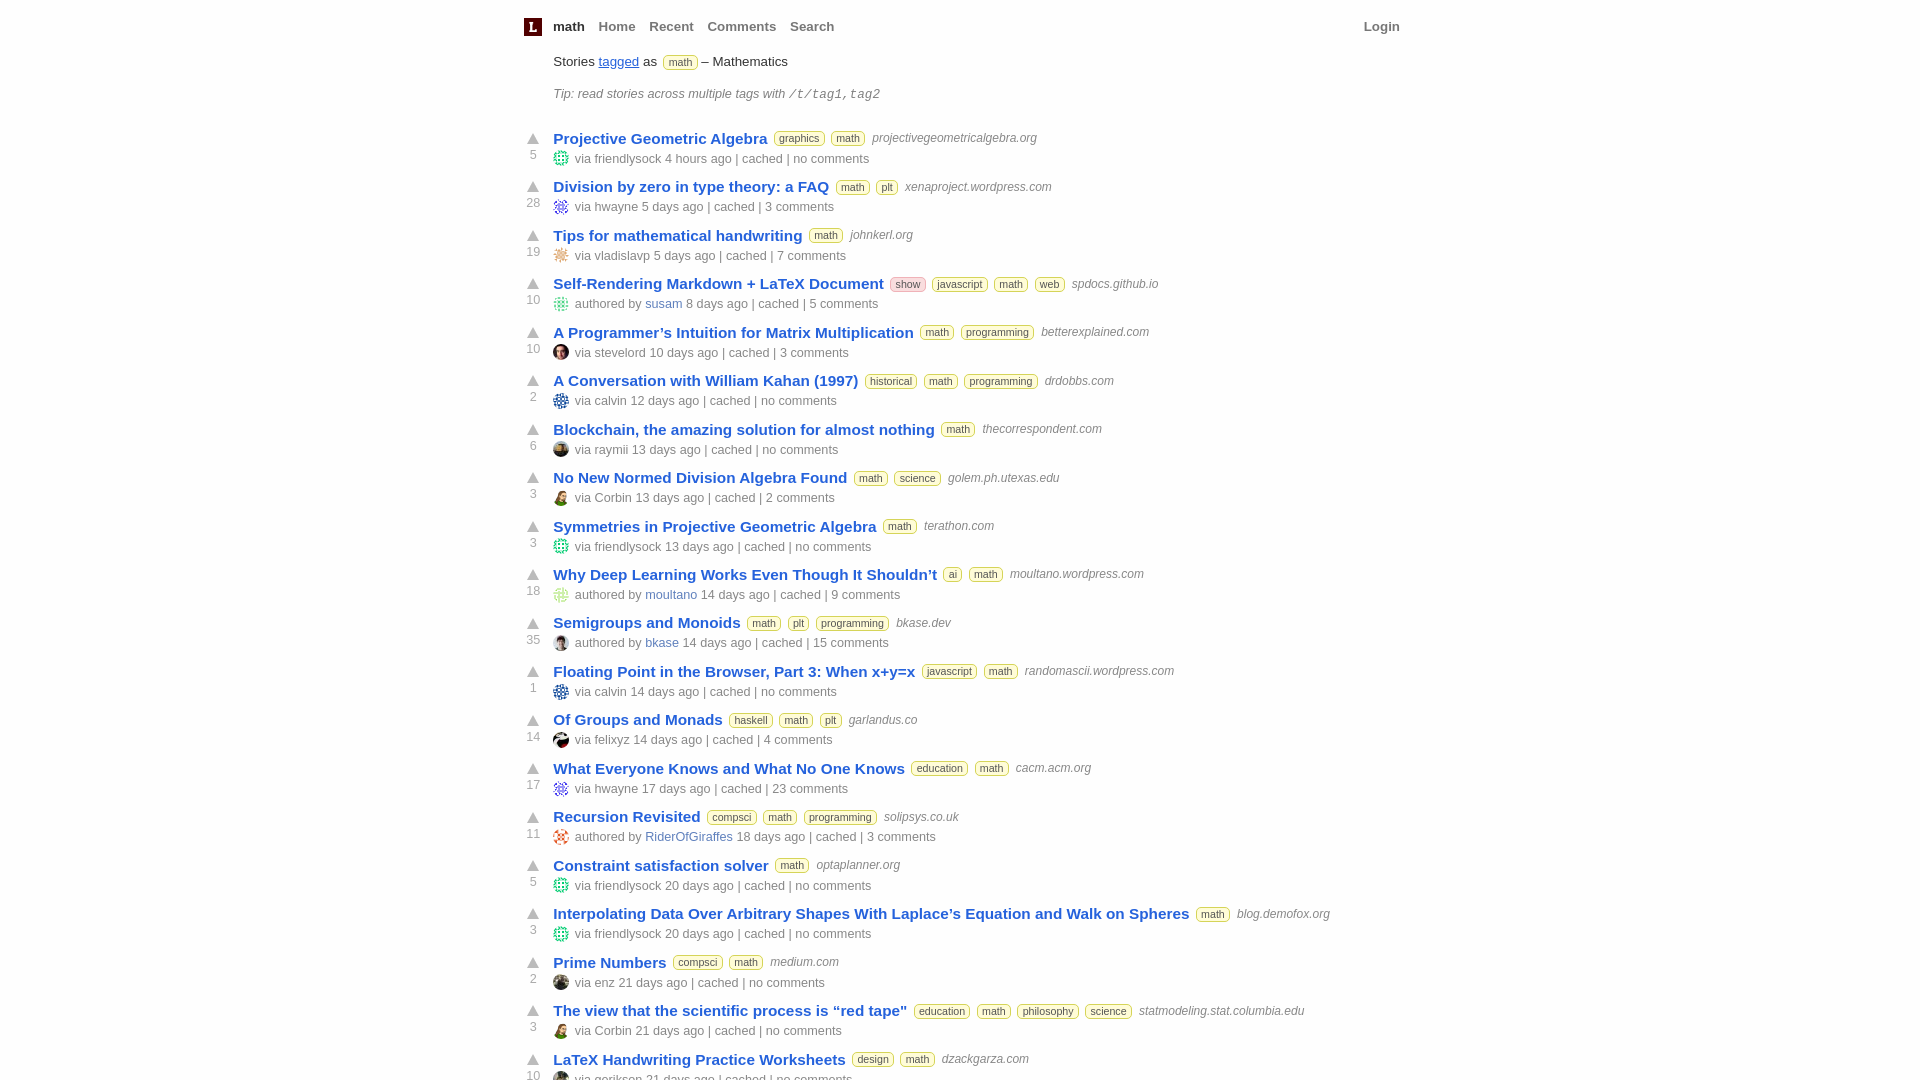 L math Home Recent Comments Search Login
Stories tagged as math – Mathematics
Tip: read stories across multiple tags with /t/tag1,tag2
Projective Geometric Algebra graphics math projectivegeometricalgebra.org
5 via friendlysock 4 hours ago | cached | no comments
Division by zero in type theory: a FAQ math plt xenaproject.wordpress.com
28 via hwayne 5 days ago | cached | 3 comments
Tips for mathematical handwriting math johnkerl.org
19 via vladislavp 5 days ago | cached | 7 comments
Self-Rendering Markdown + LaTeX Document show javascript math web spdocs.github.io
10 authored by susam 8 days ago | cached | 5 comments
A Programmer’s Intuition for Matrix Multiplication math programming betterexplained.com
10 via stevelord 10 days ago | cached | 3 comments
A Conversation with William Kahan (1997) historical math programming drdobbs.com
2 via calvin 12 days ago | cached | no comments
Blockchain, the amazing solution for almost nothing math thecorrespondent.com
6 via raymii 13 days ago | cached | no comments
No New Normed Division Algebra Found math science golem.ph.utexas.edu
3 via Corbin 13 days ago | cached | 2 comments
Symmetries in Projective Geometric Algebra math terathon.com
3 via friendlysock 13 days ago | cached | no comments
Why Deep Learning Works Even Though It Shouldn’t ai math moultano.wordpress.com
18 authored by moultano 14 days ago | cached | 9 comments
Semigroups and Monoids math plt programming bkase.dev
35 authored by bkase 14 days ago | cached | 15 comments
Floating Point in the Browser, Part 3: When x+y=x javascript math randomascii.wordpress.com
1 via calvin 14 days ago | cached | no comments
Of Groups and Monads haskell math plt garlandus.co
14 via felixyz 14 days ago | cached | 4 comments
What Everyone Knows and What No One Knows education math cacm.acm.org
17 via hwayne 17 days ago | cached | 23 comments
Recursion Revisited compsci math programming solipsys.co.uk
11 authored by RiderOfGiraffes 18 days ago | cached | 3 comments
Constraint satisfaction solver math optaplanner.org
5 via friendlysock 20 days ago | cached | no comments
Interpolating Data Over Arbitrary Shapes With Laplace’s Equation and Walk on Spheres math blog.demofox.org
3 via friendlysock 20 days ago | cached | no comments
Prime Numbers compsci math medium.com
2 via enz 21 days ago | cached | no comments
The view that the scientific process is “red tape" education math philosophy science statmodeling.stat.columbia.edu
3 via Corbin 21 days ago | cached | no comments
LaTeX Handwriting Practice Worksheets design math dzackgarza.com
10 via gerikson 21 days ago | cached | no comments